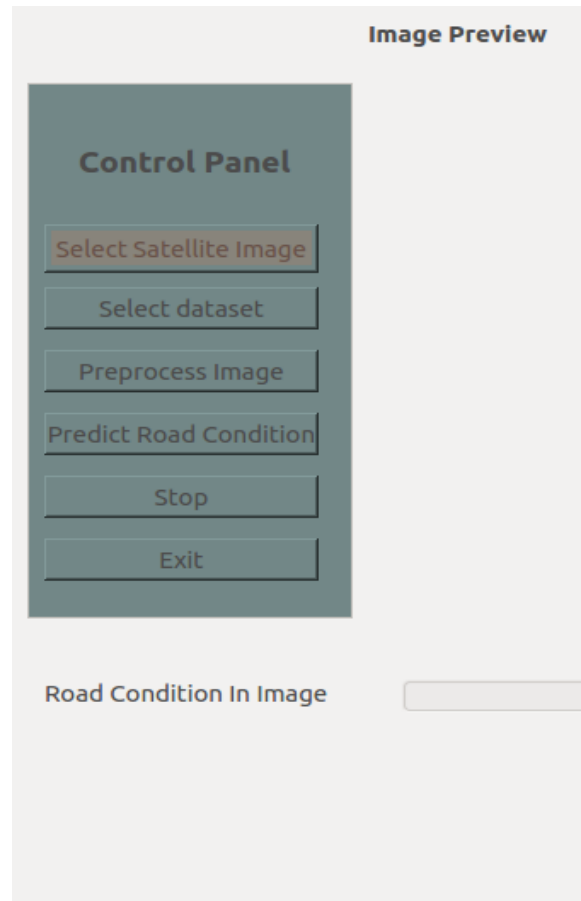 Image Preview
Control Panel
Select Satellite Image
Select dataset
Preprocess Image
Predict Road Condition
Stop
Exit
Road Condition In Image